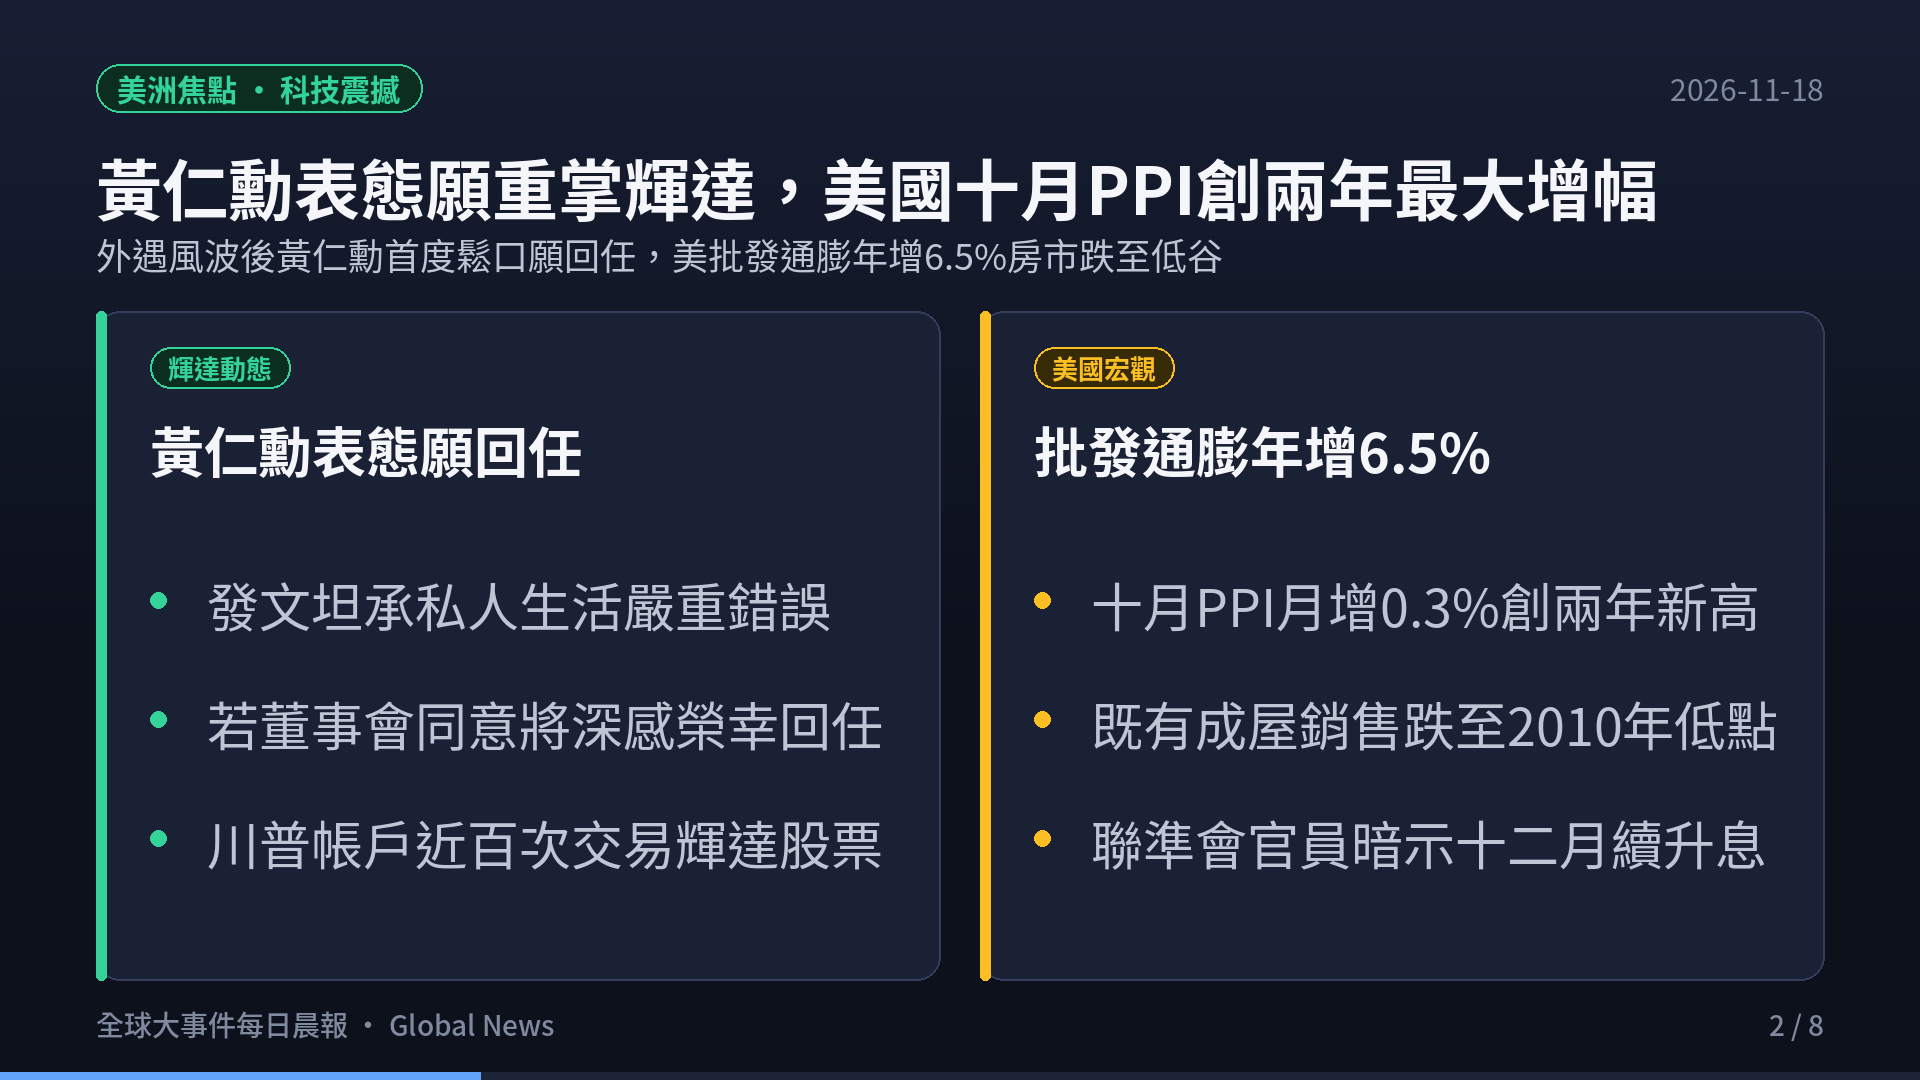 美洲焦點 • 科技震撼
2026-11-18
黃仁勳表態願重掌輝達，美國十月PPI創兩年最大增幅
外遇風波後黃仁勳首度鬆口願回任，美批發通膨年增6.5%房市跌至低谷
輝達動態
黃仁勳表態願回任
• 發文坦承私人生活嚴重錯誤
• 若董事會同意將深感榮幸回任
• 川普帳戶近百次交易輝達股票
美國宏觀
批發通膨年增6.5%
• 十月PPI月增0.3%創兩年新高
• 既有成屋銷售跌至2010年低點
• 聯準會官員暗示十二月續升息
全球大事件每日晨報 • Global News
2 / 8